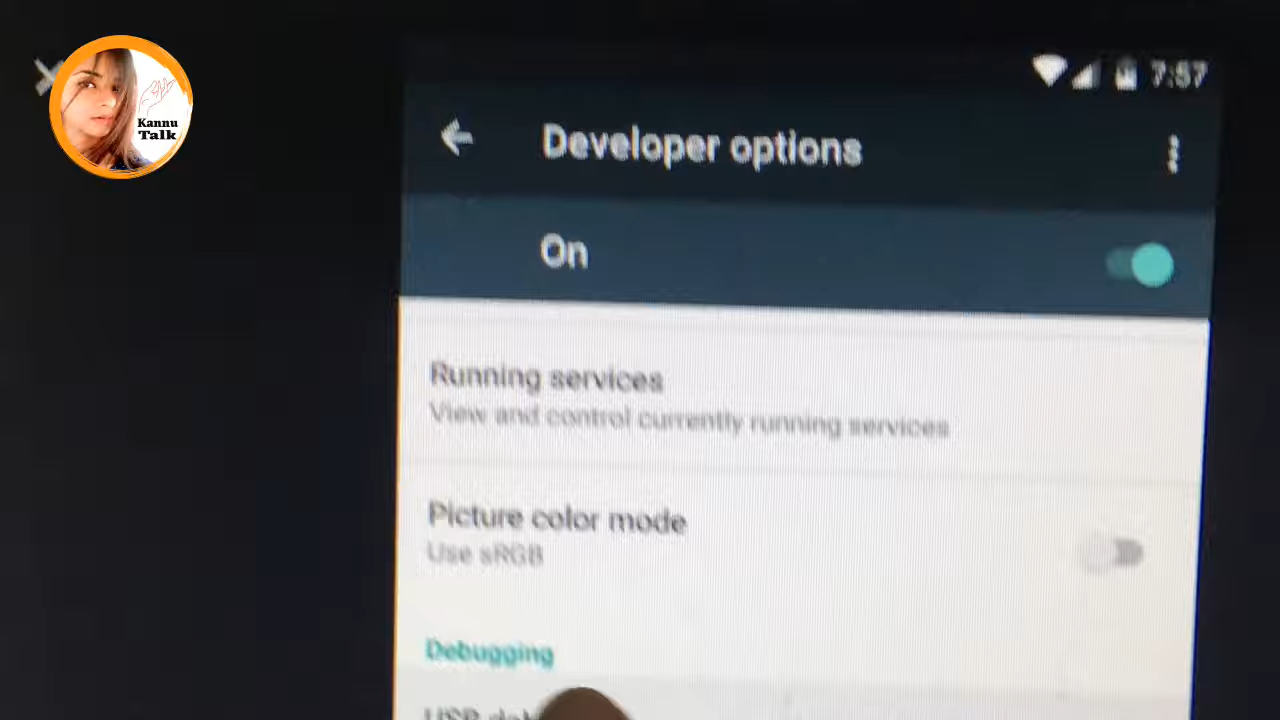 Kannu
Talk
7:57
Developer options
On
Running services
View and control currently running services
Picture color mode
Use sRGB
Debugging
USB